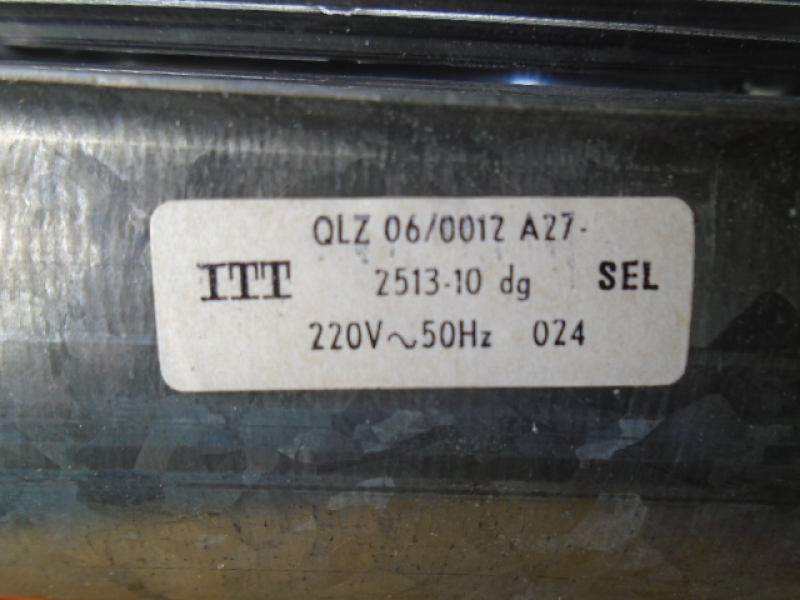 QLZ 06/0012 A27-
ITT 2513-10 dg SEL
220V~50Hz 024